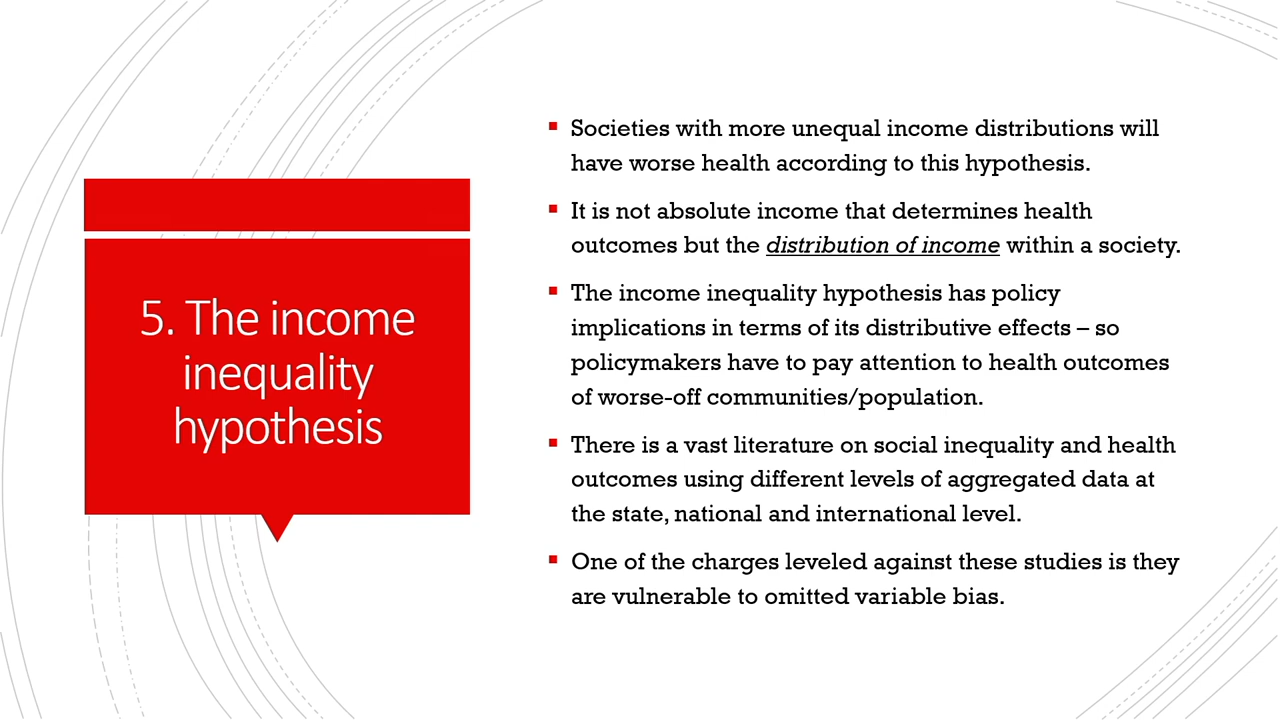 5. The income
inequality
hypothesis
Societies with more unequal income distributions will
have worse health according to this hypothesis.
It is not absolute income that determines health
outcomes but the distribution of income within a society.
The income inequality hypothesis has policy
implications in terms of its distributive effects – so
policymakers have to pay attention to health outcomes
of worse-off communities/population.
There is a vast literature on social inequality and health
outcomes using different levels of aggregated data at
the state, national and international level.
One of the charges leveled against these studies is they
are vulnerable to omitted variable bias.